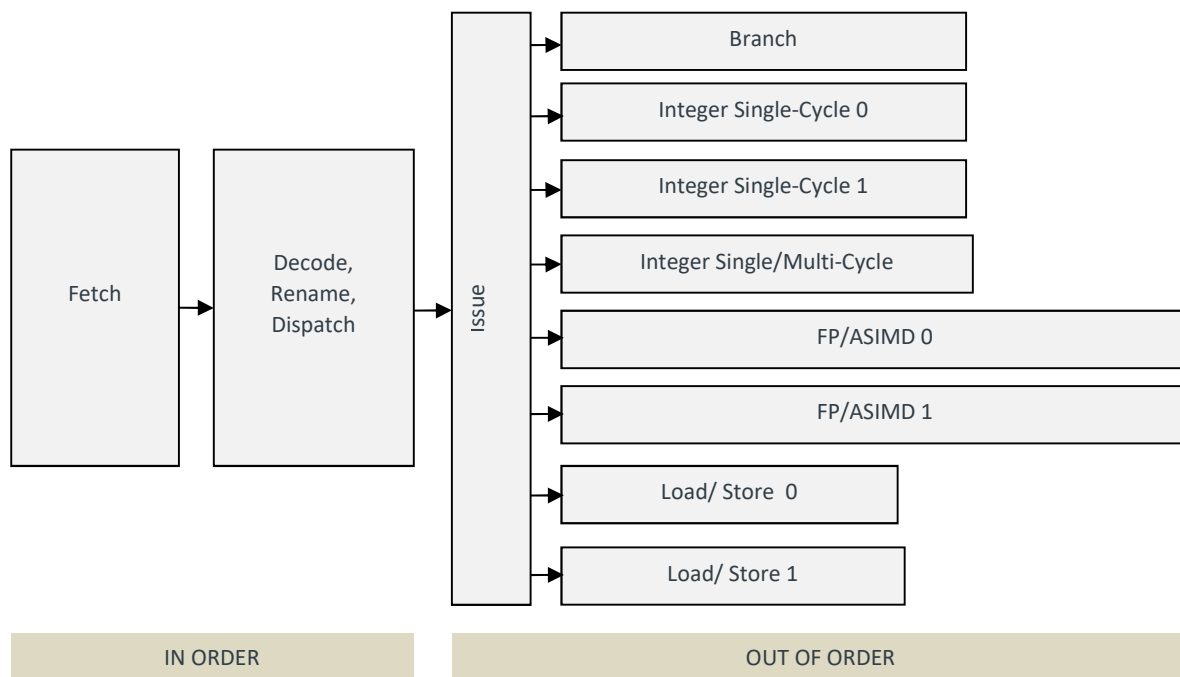 Fetch
Decode,
Rename,
Dispatch
Issue
Branch
Integer Single-Cycle 0
Integer Single-Cycle 1
Integer Single/Multi-Cycle
FP/ASIMD 0
FP/ASIMD 1
Load/ Store  0
Load/ Store 1
IN ORDER
OUT OF ORDER